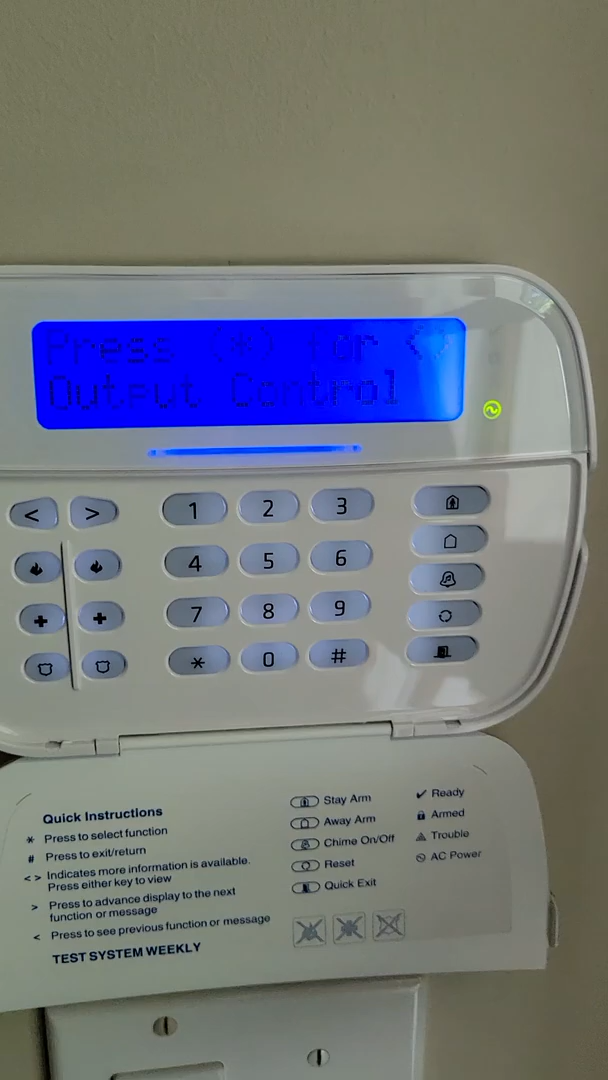 Press (*) for <>
Output Control
< > 1 2 3
4 5 6
7 8 9
* 0 #
Quick Instructions
* Press to select function
# Press to exit/return
< > Indicates more information is available.
Press either key to view
> Press to advance display to the next
function or message
< Press to see previous function or message
TEST SYSTEM WEEKLY
Stay Arm
Away Arm
Chime On/Off
Reset
Quick Exit
Ready
Armed
Trouble
AC Power